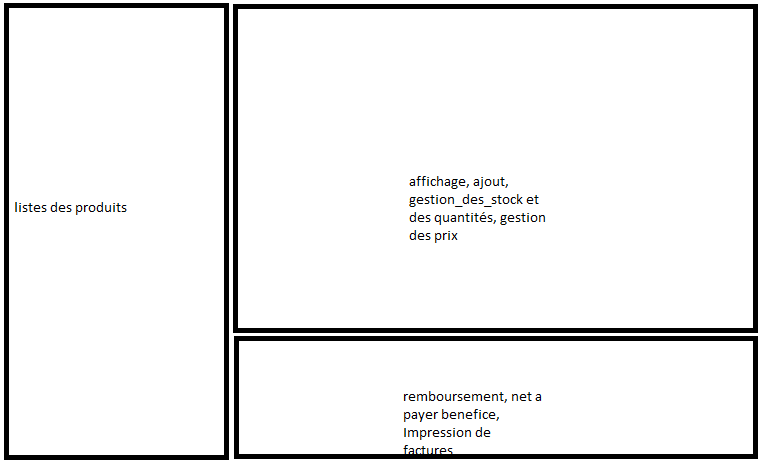 listes des produits
affichage, ajout,
gestion_des_stock et
des quantités, gestion
des prix
remboursement, net a
payer benefice,
Impression de
factures